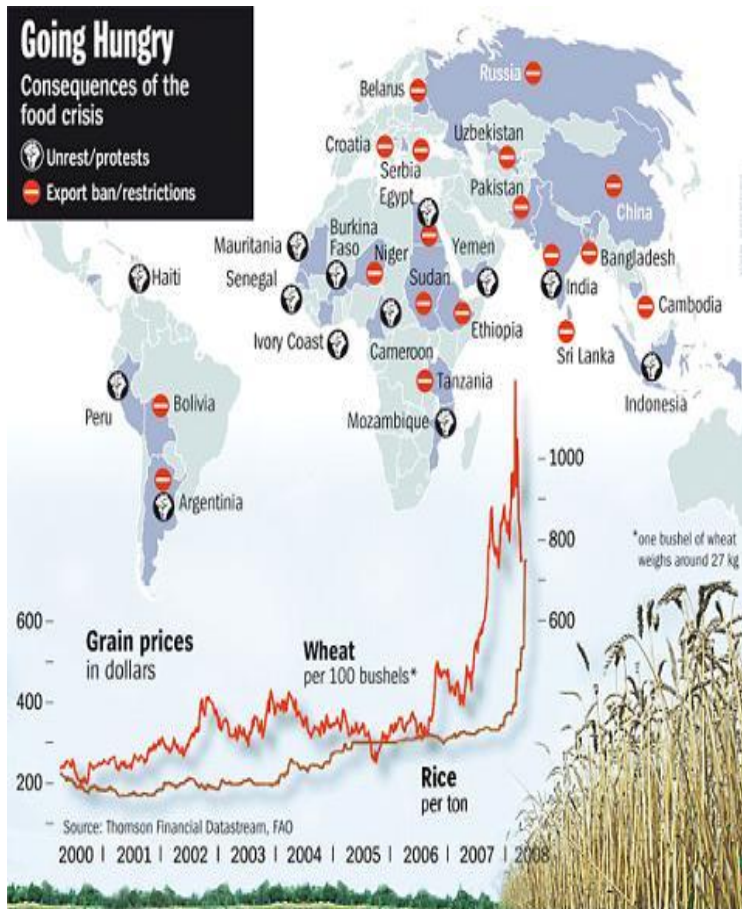 Going Hungry
Consequences of the
food crisis
Unrest/protests
Export ban/restrictions
Russia
Belarus
Croatia
Uzbekistan
Serbia
Egypt
Pakistan
China
Mauritania
Burkina
Faso
Niger
Yemen
Bangladesh
Haiti
Senegal
Sudan
India
Cambodia
Ivory Coast
Cameroon
Ethiopia
Sri Lanka
Peru
Bolivia
Tanzania
Indonesia
Mozambique
Argentinia
1000
800
*one bushel of wheat
weighs around 27 kg
600
600
Grain prices
in dollars
Wheat
per 100 bushels*
400
200
Rice
per ton
Source: Thomson Financial Datastream, FAO
2000 | 2001 | 2002 | 2003 | 2004 | 2005 | 2006 | 2007 | 2008